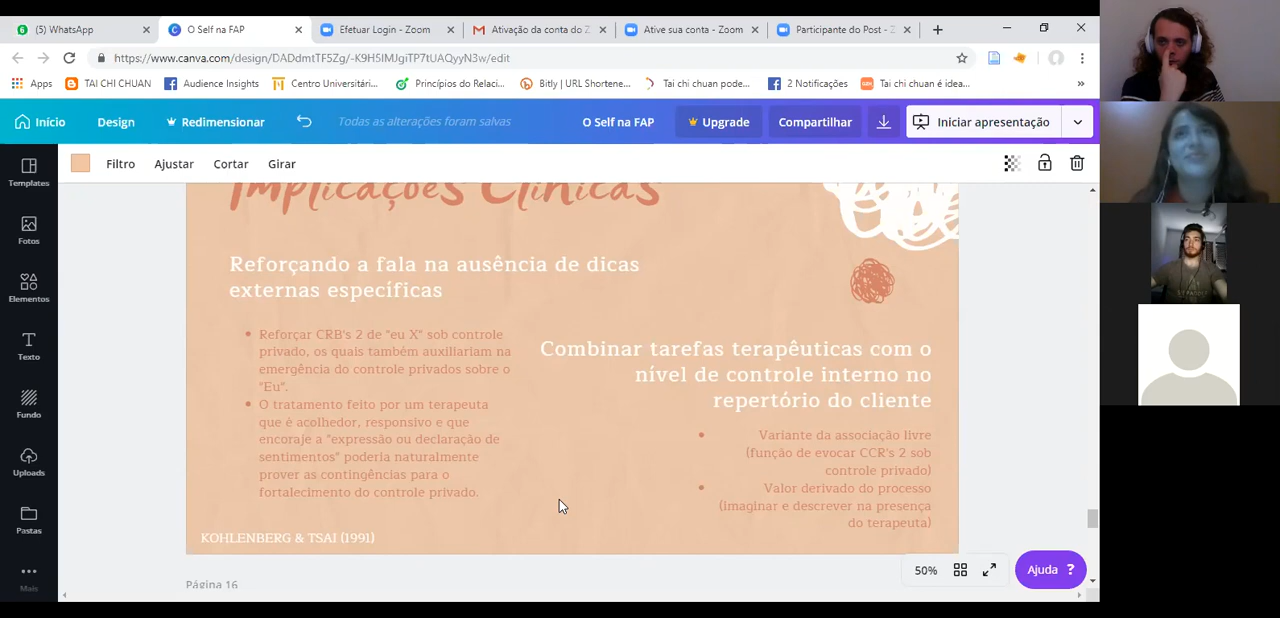 (5) WhatsApp
O Self na FAP
Efetuar Login - Zoom
Ativação da conta do Z
Ative sua conta - Zoom
Participante do Post - Z
https://www.canva.com/design/DADdmtTF5Zg/-K9H5IMJgiTP7tUAQyyN3w/edit
Apps
TAI CHI CHUAN
Audience Insights
Centro Universitári...
Princípios do Relaci...
Bitly | URL Shortene...
Tai chi chuan pode...
2 Notificações
Tai chi chuan é idea...
»
Início
Design
Redimensionar
Todas as alterações foram salvas
O Self na FAP
Upgrade
Compartilhar
Iniciar apresentação
Filtro
Ajustar
Cortar
Girar
Templates
Fotos
Elementos
Texto
Fundo
Uploads
Pastas
Mais
Implicações Clínicas
Reforçando a fala na ausência de dicas
externas específicas
• Reforçar CRB's 2 de "eu X" sob controle
privado, os quais também auxiliariam na
emergência do controle privados sobre o
"Eu".
• O tratamento feito por um terapeuta
que é acolhedor, responsivo e que
encoraje a "expressão ou declaração de
sentimentos" poderia naturalmente
prover as contingências para o
fortalecimento do controle privado.
KOHLENBERG & TSAI (1991)
Combinar tarefas terapêuticas com o
nível de controle interno no
repertório do cliente
• Variante da associação livre
(função de evocar CCR's 2 sob
controle privado)
• Valor derivado do processo
(imaginar e descrever na presença
do terapeuta)
Página 16
50%
Ajuda ?